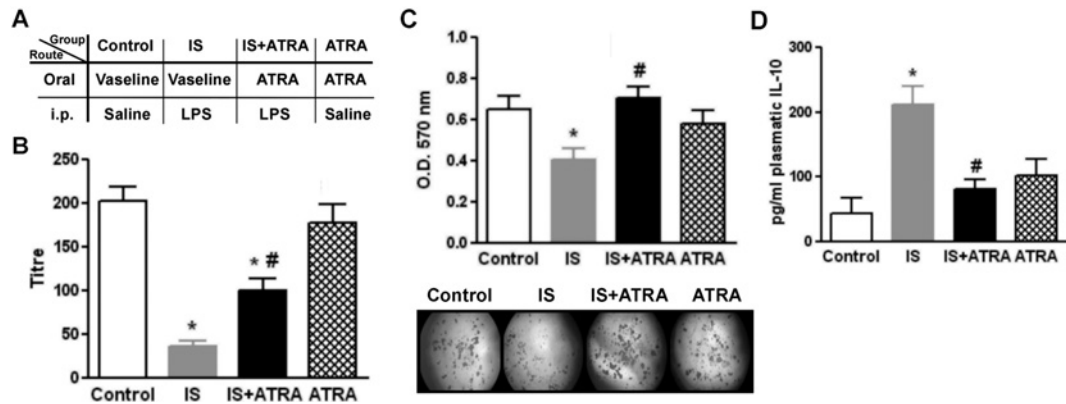 A
Group Route Control IS IS+ATRA ATRA
Oral Vaseline Vaseline ATRA ATRA
i.p. Saline LPS LPS Saline
B
Titre
250
200
150
100
50
0
*
* #
Control IS IS+ATRA ATRA
C
O.D. 570 nm
1.0
0.8
0.6
0.4
0.2
0.0
*
#
Control IS IS+ATRA ATRA
Control IS IS+ATRA ATRA
D
pg/ml plasmatic IL-10
300
200
100
0
*
#
Control IS IS+ATRA ATRA